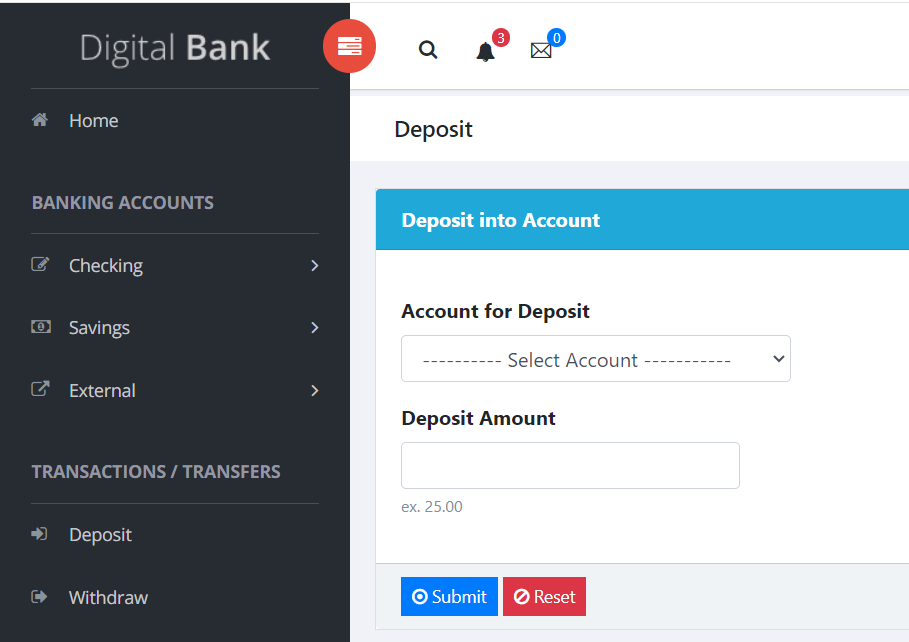 Digital Bank
3
0
Home
Deposit
BANKING ACCOUNTS
Deposit into Account
Checking
Account for Deposit
Savings
---------- Select Account -----------
External
Deposit Amount
TRANSACTIONS / TRANSFERS
ex. 25.00
Deposit
Withdraw
Submit
Reset